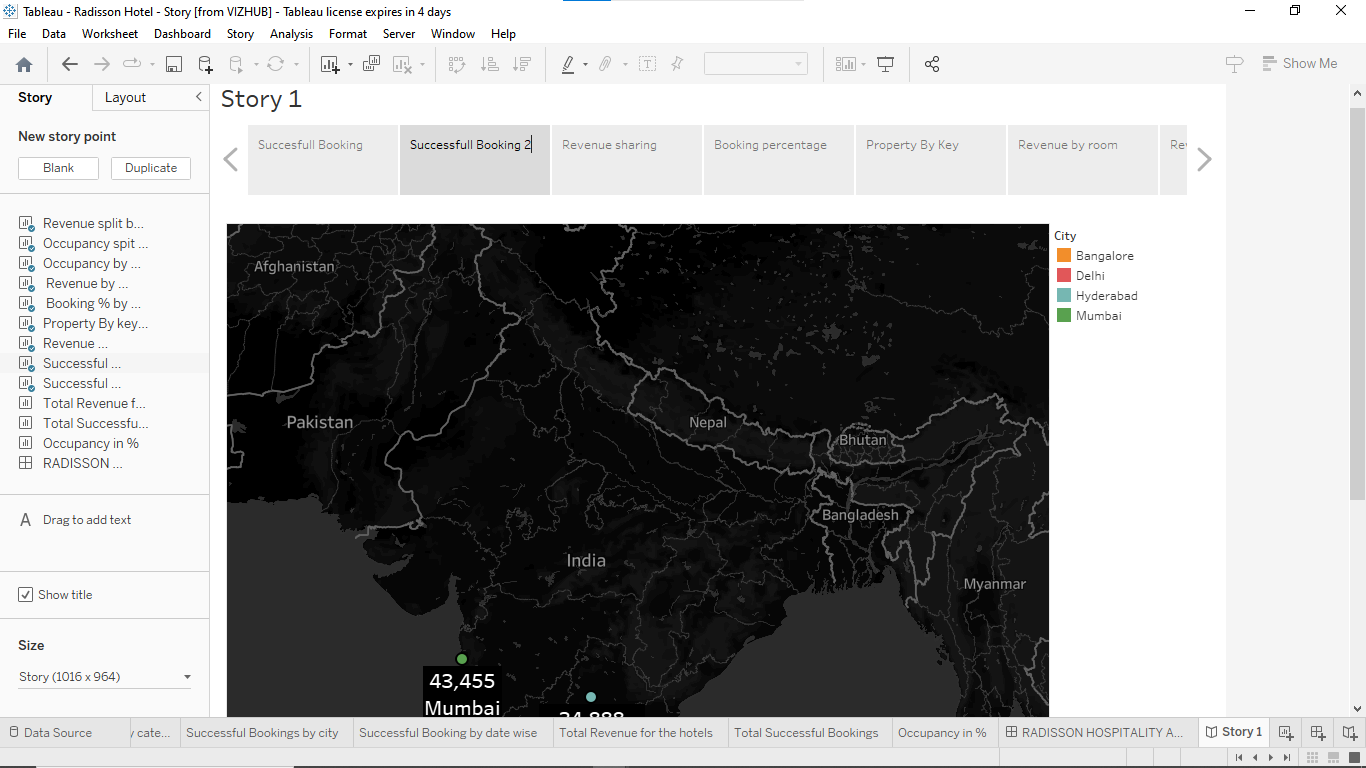 Tableau - Radisson Hotel - Story [from VIZHUB] - Tableau license expires in 4 days
File Data Worksheet Dashboard Story Analysis Format Server Window Help
Show Me
Story Layout
New story point
Blank Duplicate
Revenue split b...
Occupancy spit ...
Occupancy by ...
Revenue by ...
Booking % by ...
Property By key...
Revenue ...
Successful ...
Successful ...
Total Revenue f...
Total Successfu...
Occupancy in %
RADISSON ...
A Drag to add text
Show title
Size
Story (1016 x 964)
Story 1
Succesfull Booking
Successfull Booking 2
Revenue sharing
Booking percentage
Property By Key
Revenue by room
Afghanistan
Pakistan
Nepal
Bhutan
Bangladesh
India
Myanmar
43,455
Mumbai
City
Bangalore
Delhi
Hyderabad
Mumbai
Data Source
y cate...
Successful Bookings by city
Successful Booking by date wise
Total Revenue for the hotels
Total Successful Bookings
Occupancy in %
RADISSON HOSPITALITY A...
Story 1